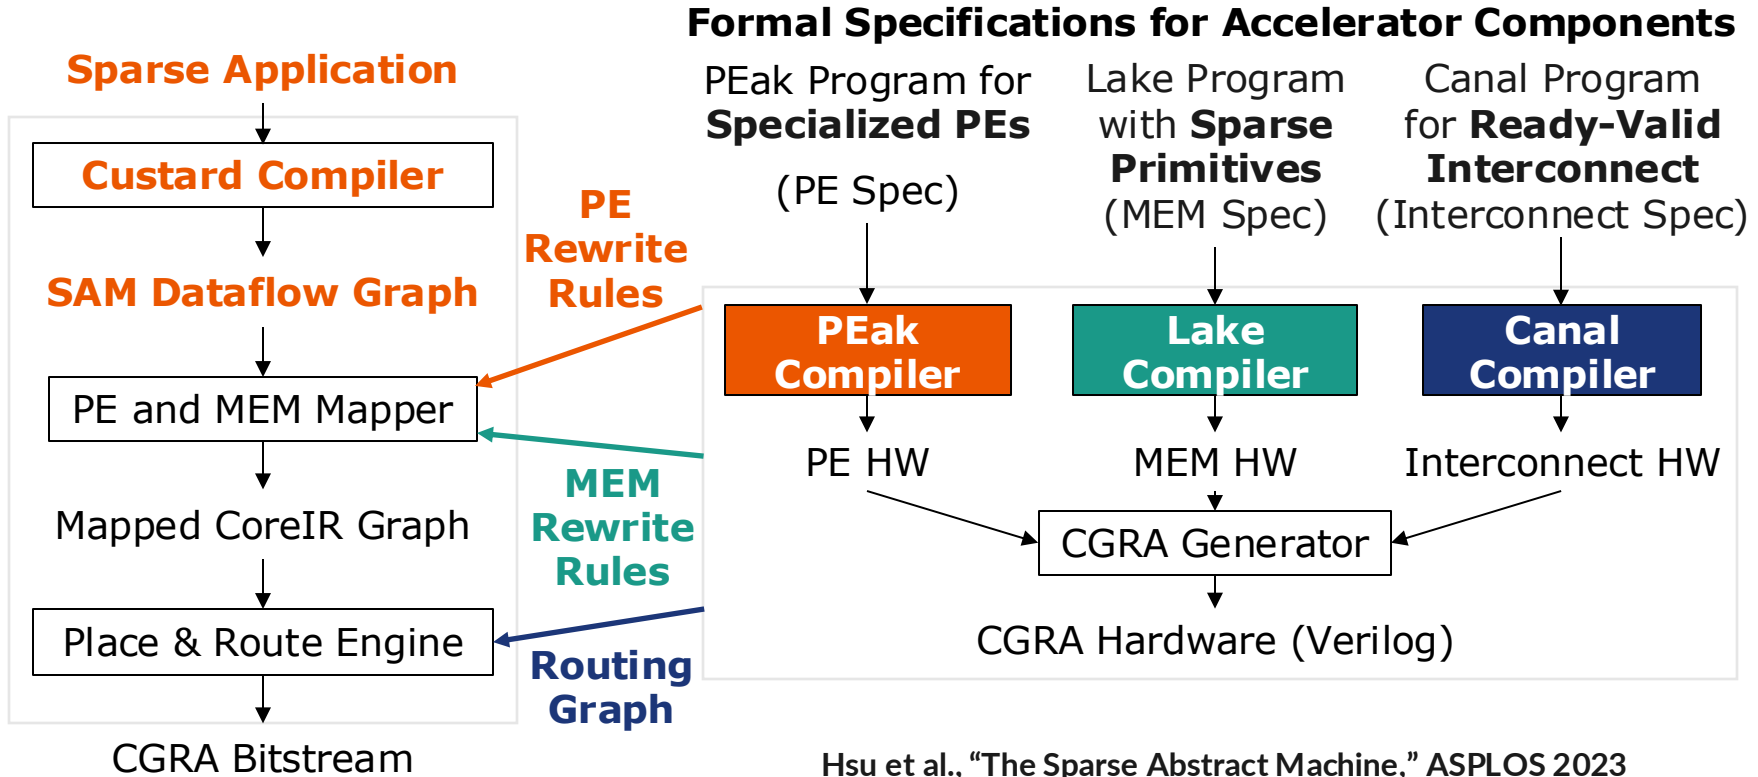 Formal Specifications for Accelerator Components
Sparse Application
Custard Compiler
SAM Dataflow Graph
PE and MEM Mapper
Mapped CoreIR Graph
Place & Route Engine
CGRA Bitstream
PE
Rewrite
Rules
MEM
Rewrite
Rules
Routing
Graph
PEak Program for
Specialized PEs
(PE Spec)
Lake Program
with Sparse
Primitives
(MEM Spec)
Canal Program
for Ready-Valid
Interconnect
(Interconnect Spec)
PEak
Compiler
Lake
Compiler
Canal
Compiler
PE HW
MEM HW
Interconnect HW
CGRA Generator
CGRA Hardware (Verilog)
Hsu et al., “The Sparse Abstract Machine,” ASPLOS 2023